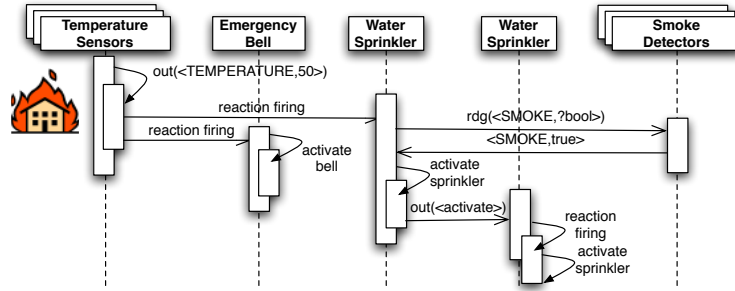 Temperature
Sensors
Emergency
Bell
Water
Sprinkler
Water
Sprinkler
Smoke
Detectors
out(<TEMPERATURE,50>)
reaction firing
rdg(<SMOKE,?bool>)
reaction firing
<SMOKE,true>
activate
bell
activate
sprinkler
out(<activate>)
reaction
firing
activate
sprinkler